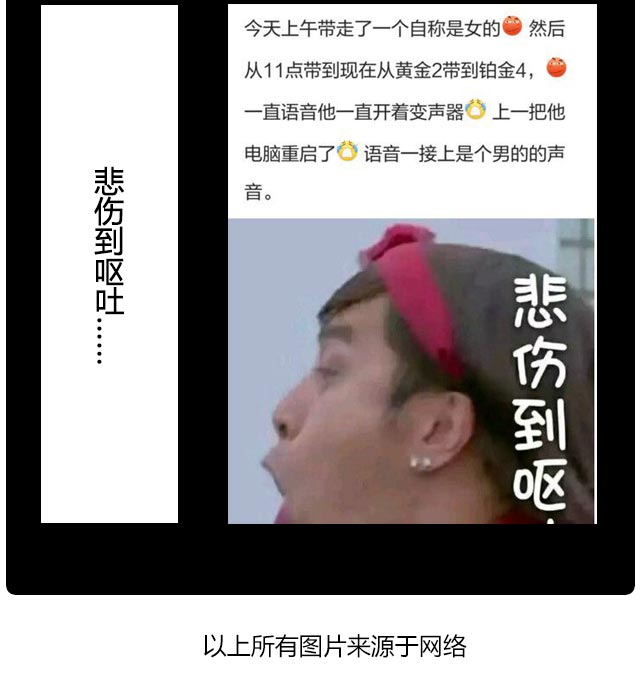 悲伤到呕吐……
今天上午带走了一个自称是女的 然后
从11点带到现在从黄金2带到铂金4，
一直语音他一直开着变声器 上一把他
电脑重启了 语音一接上是个男的的声
音。
悲伤到呕
以上所有图片来源于网络